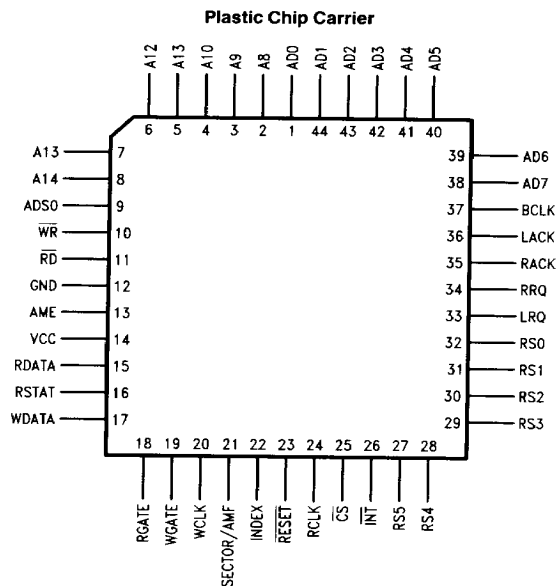 Plastic Chip Carrier
A12 A13 A10 A9 A8 AD0 AD1 AD2 AD3 AD4 AD5
6 5 4 3 2 1 44 43 42 41 40
A13 7
A14 8
ADS0 9
WR 10
RD 11
GND 12
AME 13
VCC 14
RDATA 15
RSTAT 16
WDATA 17
39 AD6
38 AD7
37 BCLK
36 LACK
35 RACK
34 RRQ
33 LRQ
32 RS0
31 RS1
30 RS2
29 RS3
18 19 20 21 22 23 24 25 26 27 28
RGATE WGATE WCLK SECTOR/AMF INDEX RESET RCLK CS INT RS5 RS4